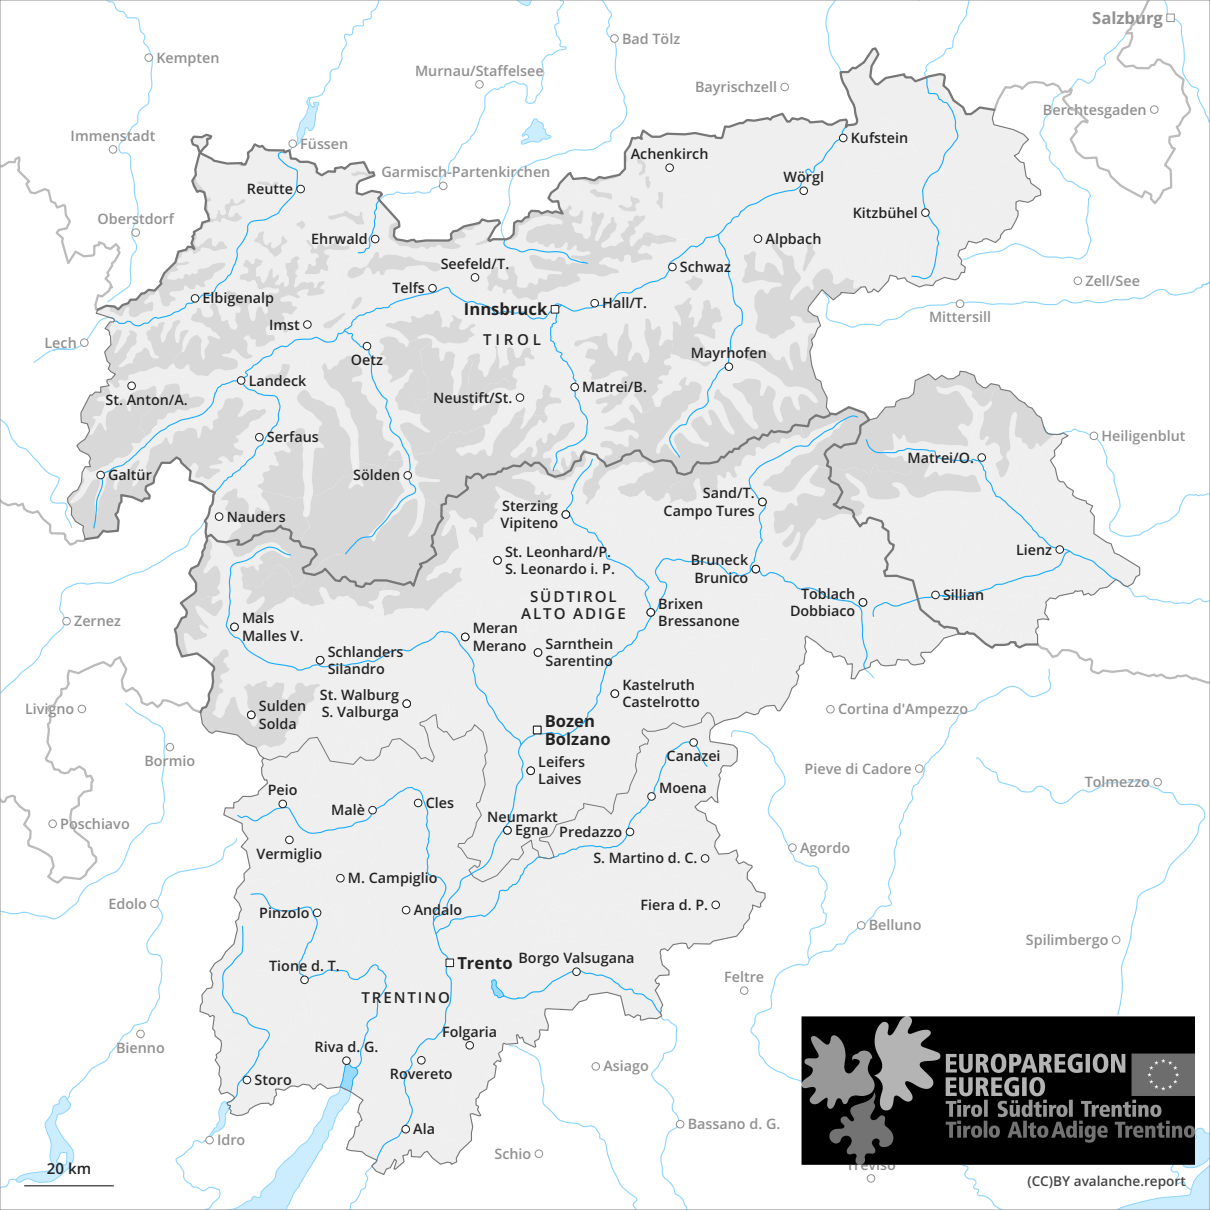 Salzburg
Bad Tölz
Kempten
Murnau/Staffelsee
Bayrischzell
Berchtesgaden
Immenstadt
Füssen
Kufstein
Achenkirch
Garmisch-Partenkirchen
Wörgl
Reutte
Oberstdorf
Kitzbühel
Ehrwald
Alpbach
Seefeld/T.
Schwaz
Zell/See
Telfs
Elbigenalp
Hall/T.
Innsbruck
Mittersill
Imst
TIROL
Lech
Mayrhofen
Oetz
Landeck
Matrei/B.
St. Anton/A.
Neustift/St.
Serfaus
Heiligenblut
Matrei/O.
Galtür
Sölden
Sand/T.
Campo Tures
Sterzing
Vipiteno
Nauders
Lienz
St. Leonhard/P.
S. Leonardo i. P.
Bruneck
Brunico
Toblach
Dobbiaco
Sillian
SÜDTIROL
ALTO ADIGE
Brixen
Bressanone
Zernez
Mals
Malles V.
Meran
Merano
Sarnthein
Sarentino
Schlanders
Silandro
Kastelruth
Castelrotto
St. Walburg
S. Valburga
Sulden
Solda
Livigno
Cortina d'Ampezzo
Bozen
Bolzano
Bormio
Canazei
Leifers
Laives
Pieve di Cadore
Tolmezzo
Peio
Moena
Malè
Cles
Neumarkt
Egna
Predazzo
Poschiavo
Agordo
Vermiglio
S. Martino d. C.
M. Campiglio
Edolo
Pinzolo
Andalo
Fiera d. P.
Belluno
Spilimbergo
Trento
Borgo Valsugana
Tione d. T.
Feltre
TRENTINO
Folgaria
Bienno
Riva d. G.
Rovereto
Asiago
Storo
EUROPAREGION
EUREGIO
Tirol Südtirol Trentino
Tirolo Alto Adige Trentino
Bassano d. G.
Ala
Idro
Schio
Treviso
20 km
(CC)BY avalanche.report